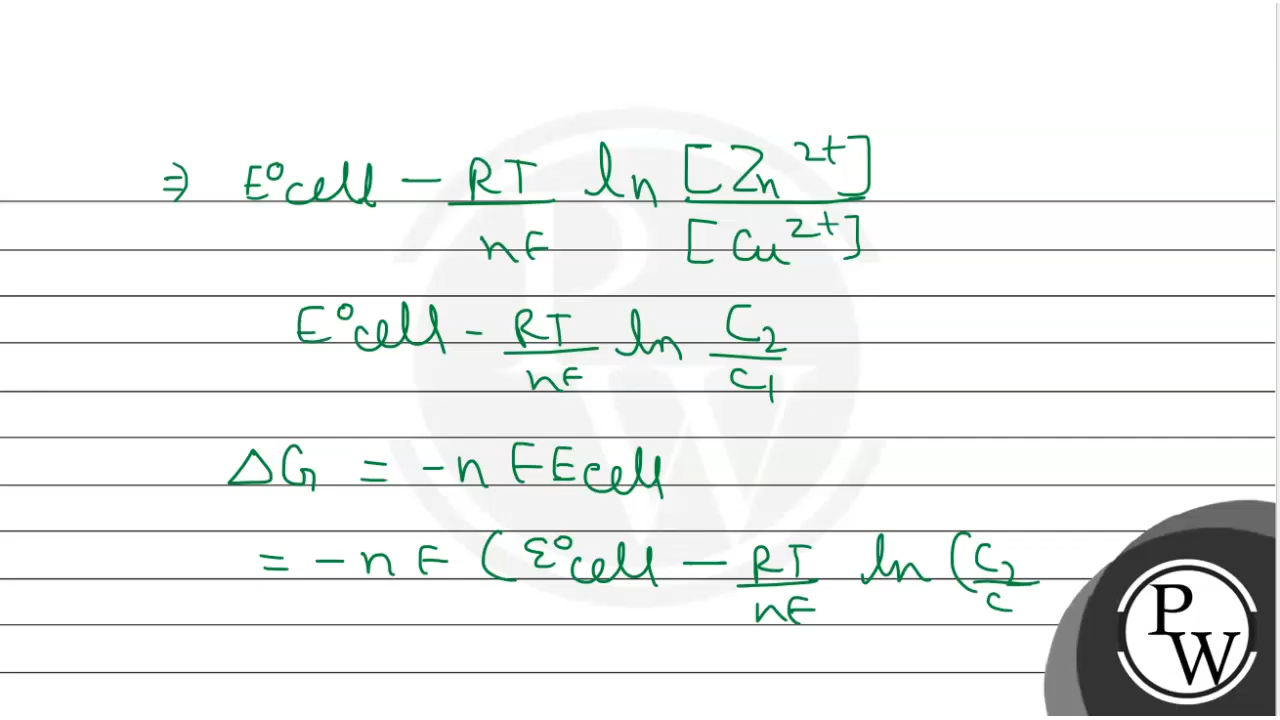 ⇒ E°cell − RT/nF ln [Zn²⁺]/[Cu²⁺]
E°cell − RT/nF ln C₂/C₁
ΔG = −nFEcell
= −nF (ε°cell − RT/nF ln (C₂/C
PW